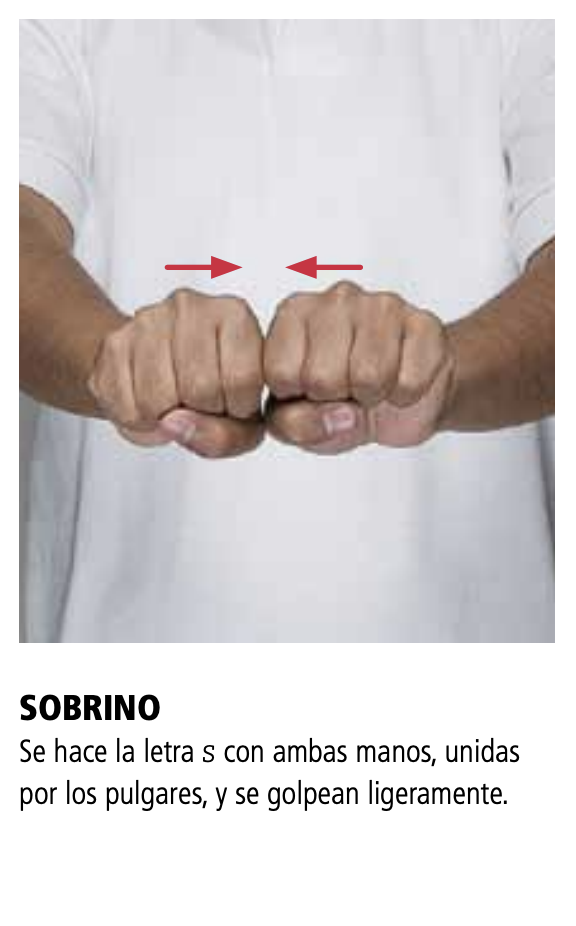 SOBRINO
Se hace la letra s con ambas manos, unidas
por los pulgares, y se golpean ligeramente.